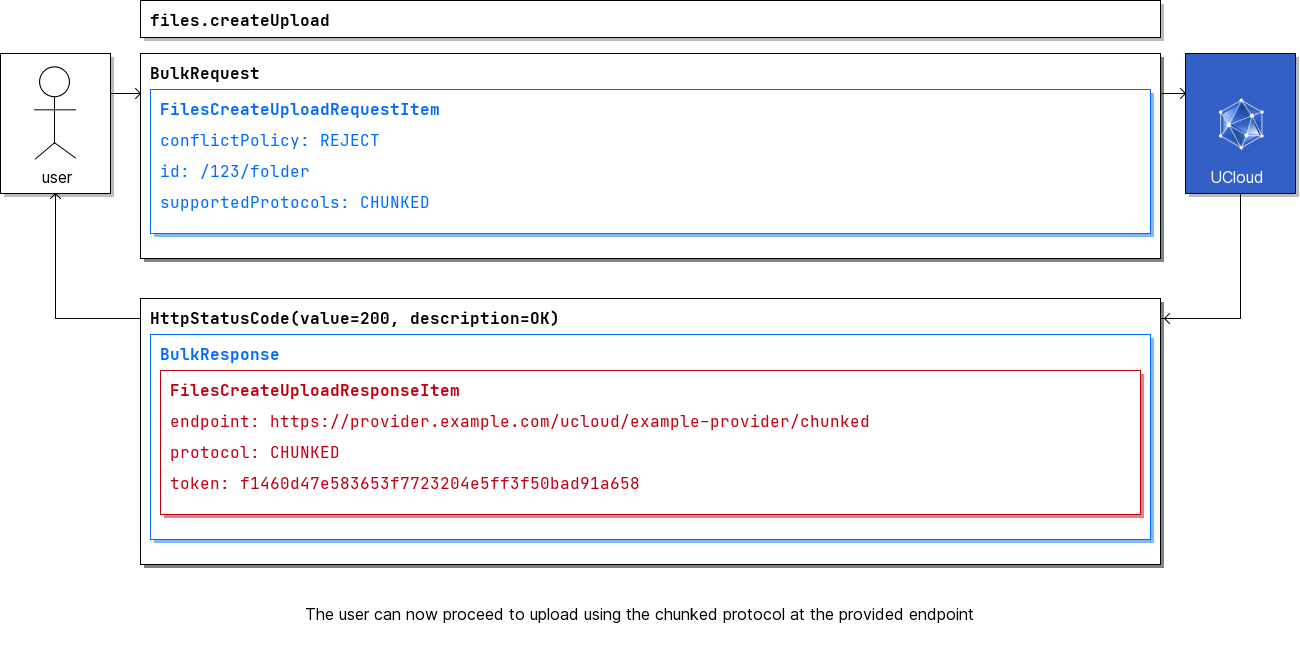 files.createUpload
BulkRequest
FilesCreateUploadRequestItem
conflictPolicy: REJECT
id: /123/folder
supportedProtocols: CHUNKED
user
UCloud
HttpStatusCode(value=200, description=OK)
BulkResponse
FilesCreateUploadResponseItem
endpoint: https://provider.example.com/ucloud/example-provider/chunked
protocol: CHUNKED
token: f1460d47e583653f7723204e5ff3f50bad91a658
The user can now proceed to upload using the chunked protocol at the provided endpoint